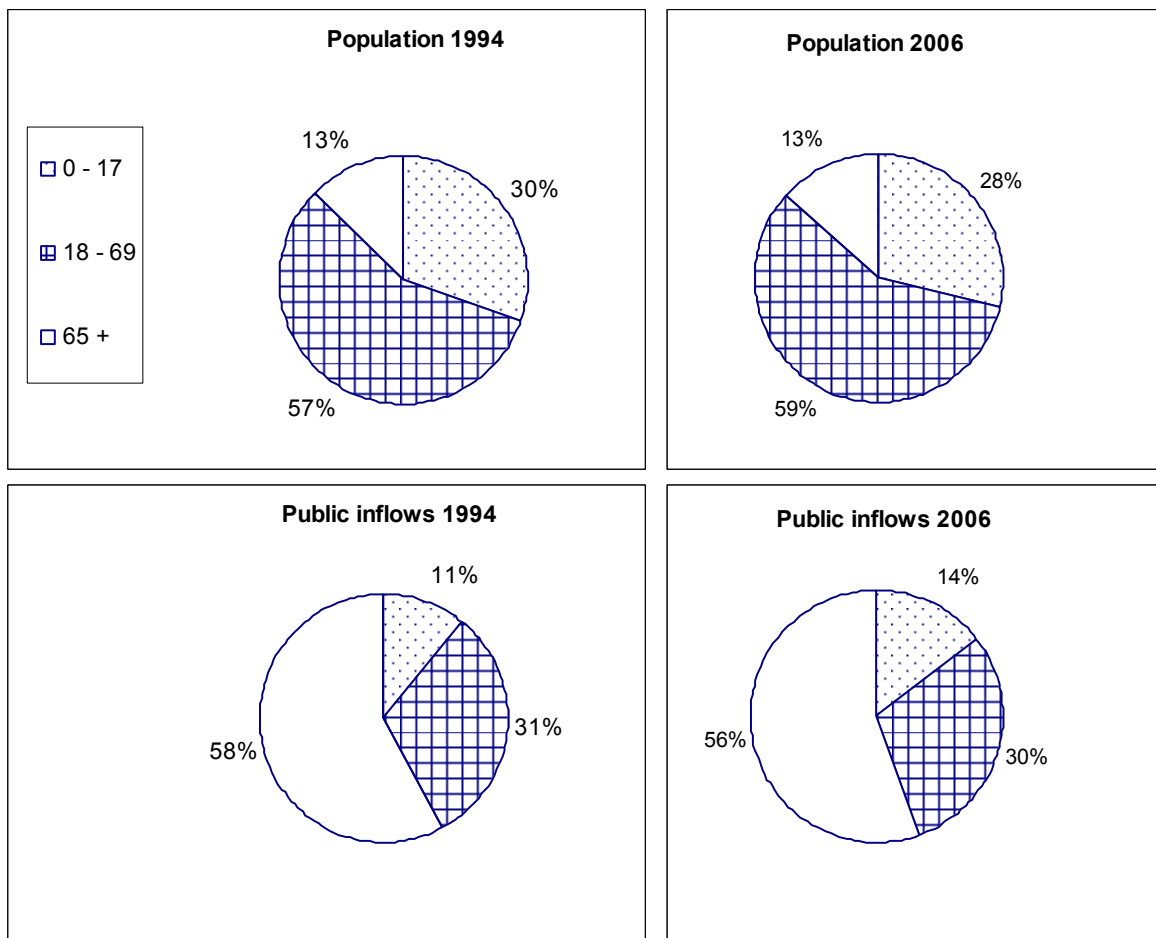 Population 1994
0 - 17
18 - 69
65 +
13%
30%
57%
Population 2006
13%
28%
59%
Public inflows 1994
11%
31%
58%
Public inflows 2006
14%
56%
30%